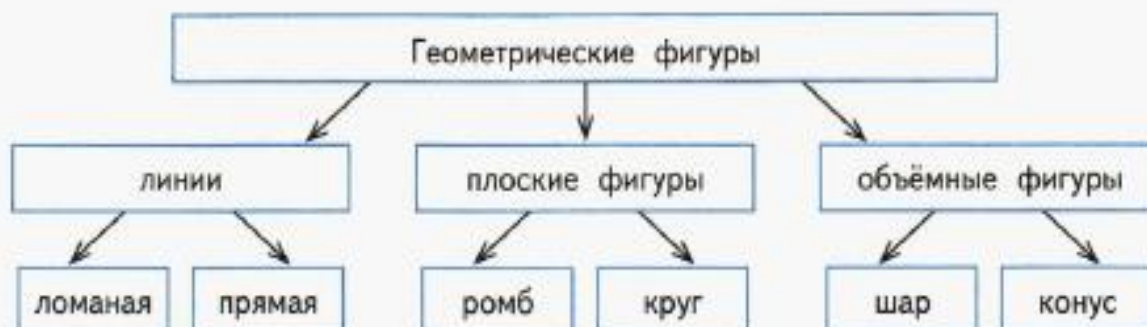 Геометрические фигуры
линии плоские фигуры объёмные фигуры
ломаная прямая ромб круг шар конус